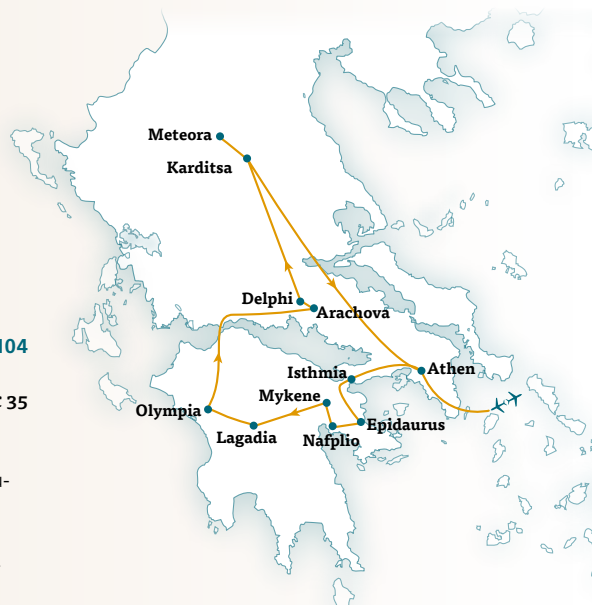 Meteora
Karditsa
Delphi
Arachova
104
Isthmia
Athen
35
Mykene
Olympia
Epidaurus
Lagadia
Nafplio